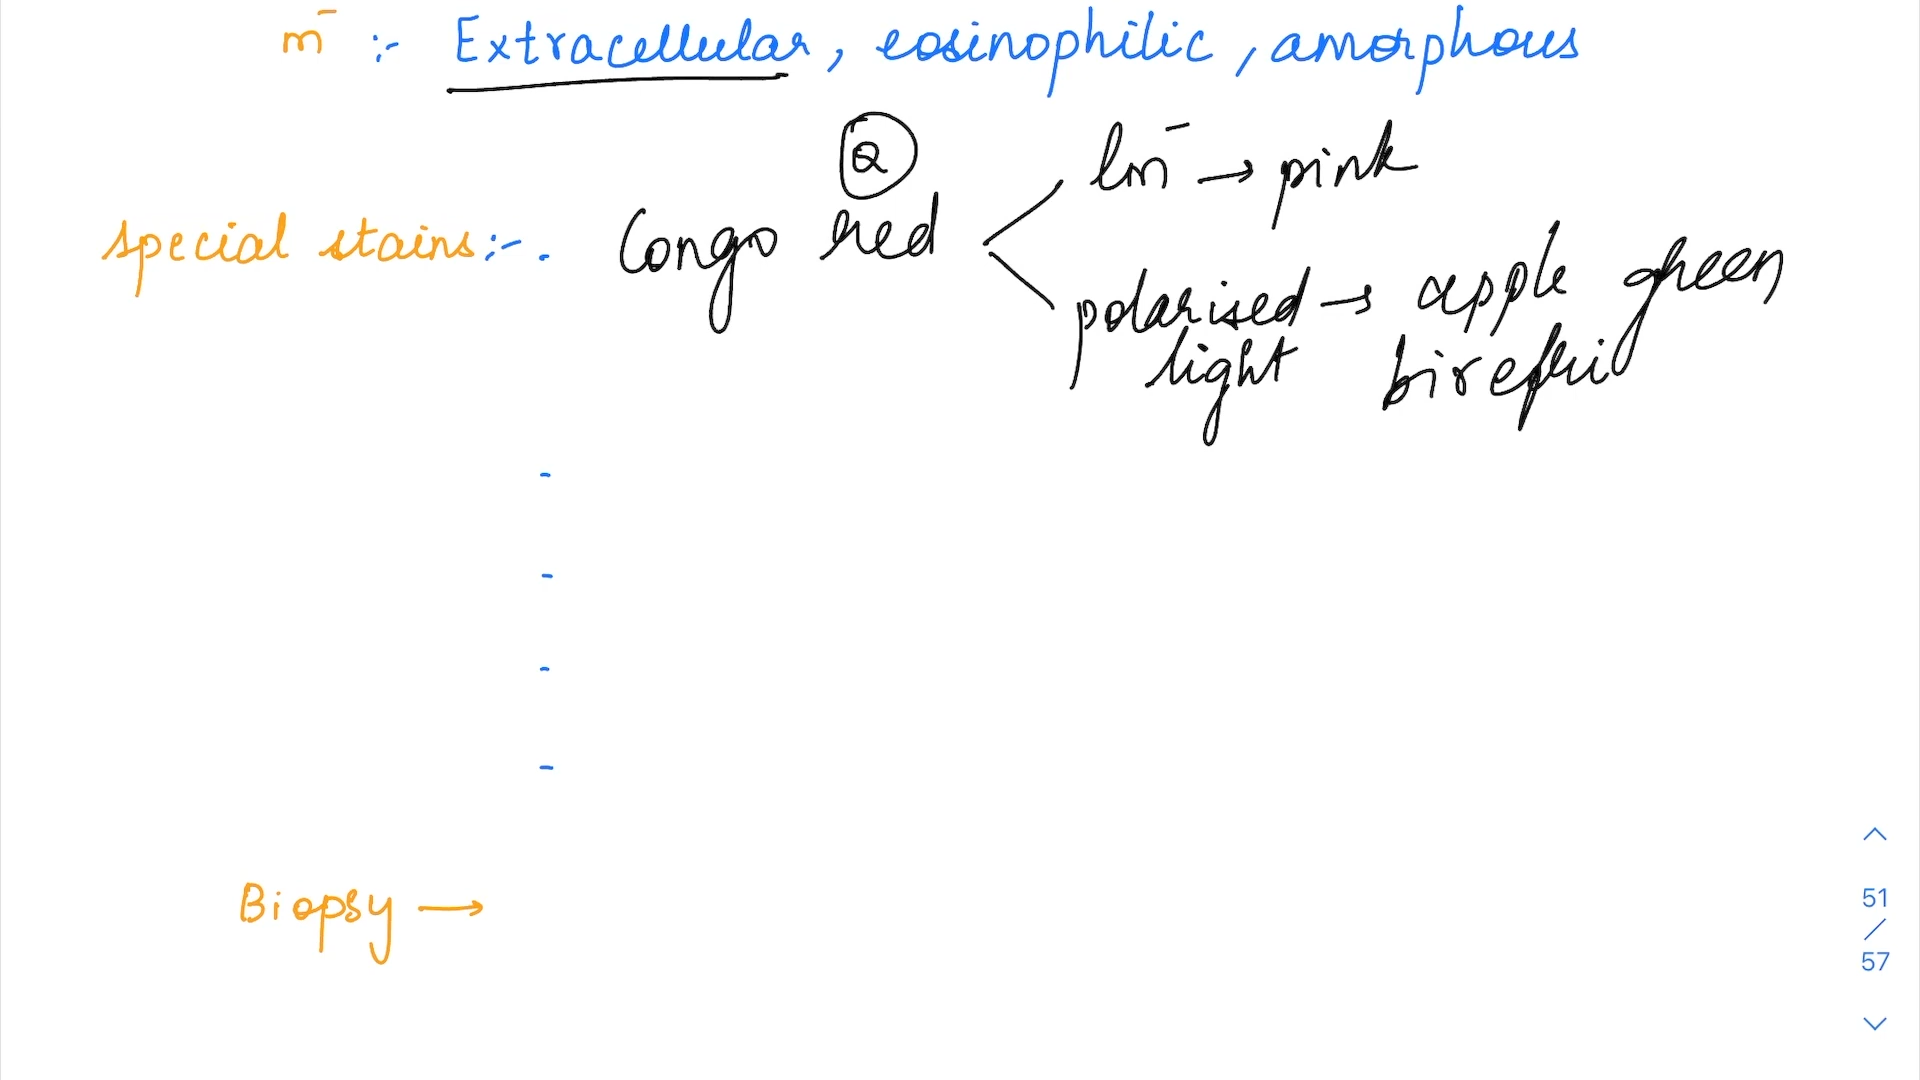 m̄ :- Extracellular, eosinophilic, amorphous
Q
lm̄ → pink
special stains:- . Congo red
polarised → apple green
light birefri
-
-
-
-
Biopsy →
51
/
57